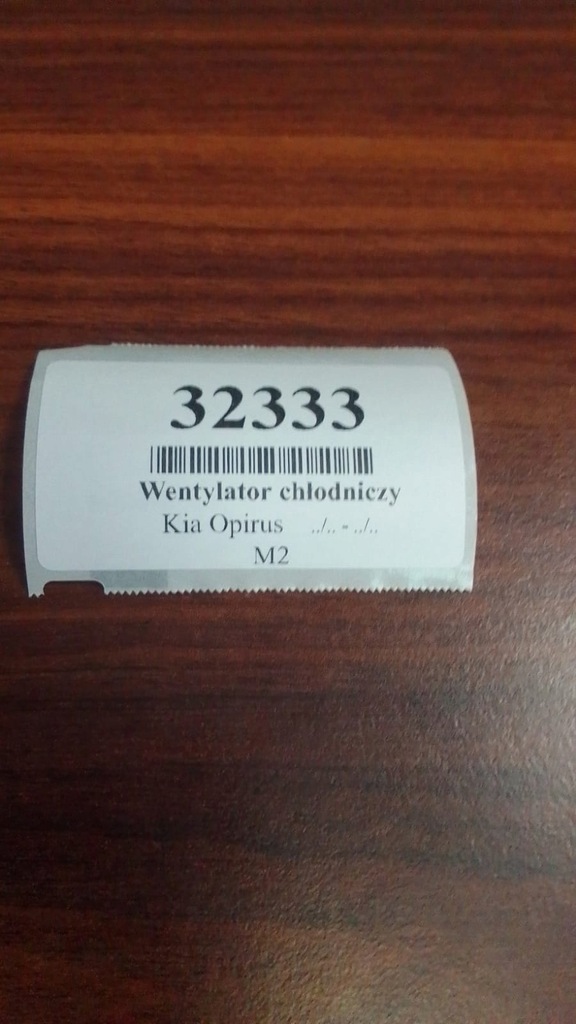 32333
Wentylator chłodniczy
Kia Opirus ../.. - ../..
M2